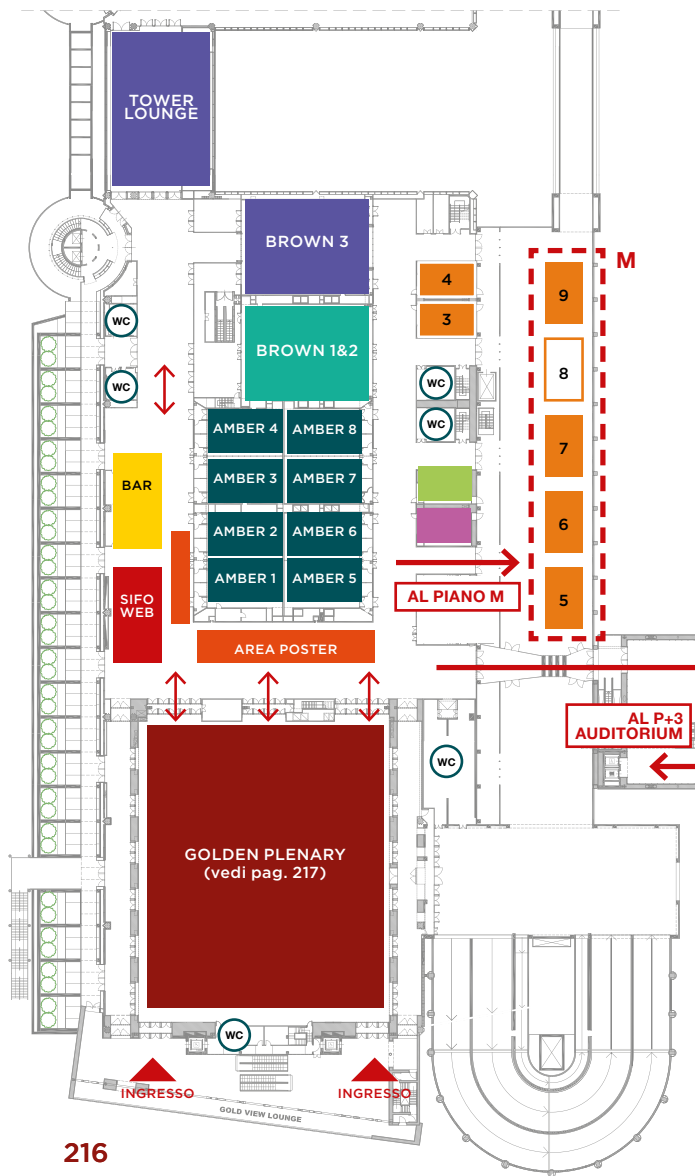 TOWER
LOUNGE
BROWN 3
M
4
9
3
WC
BROWN 1&2
8
WC
WC
WC
AMBER 4
AMBER 8
7
BAR
AMBER 3
AMBER 7
AMBER 2
AMBER 6
6
AMBER 1
AMBER 5
SIFO
WEB
AL PIANO M
5
AREA POSTER
AL P+3
AUDITORIUM
WC
GOLDEN PLENARY
(vedi pag. 217)
WC
INGRESSO
INGRESSO
GOLD VIEW LOUNGE
216